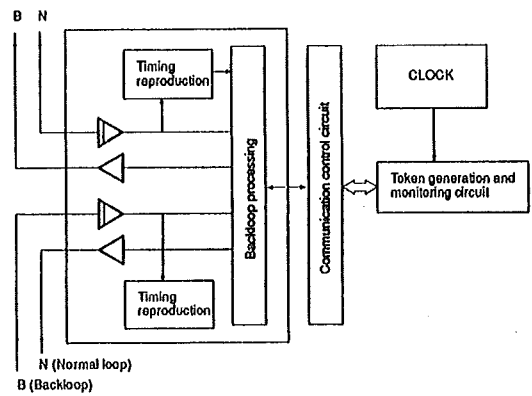 B N
Timing
reproduction
CLOCK
Backloop processing
Communication control circuit
Token generation and
monitoring circuit
Timing
reproduction
N (Normal loop)
B (Backloop)